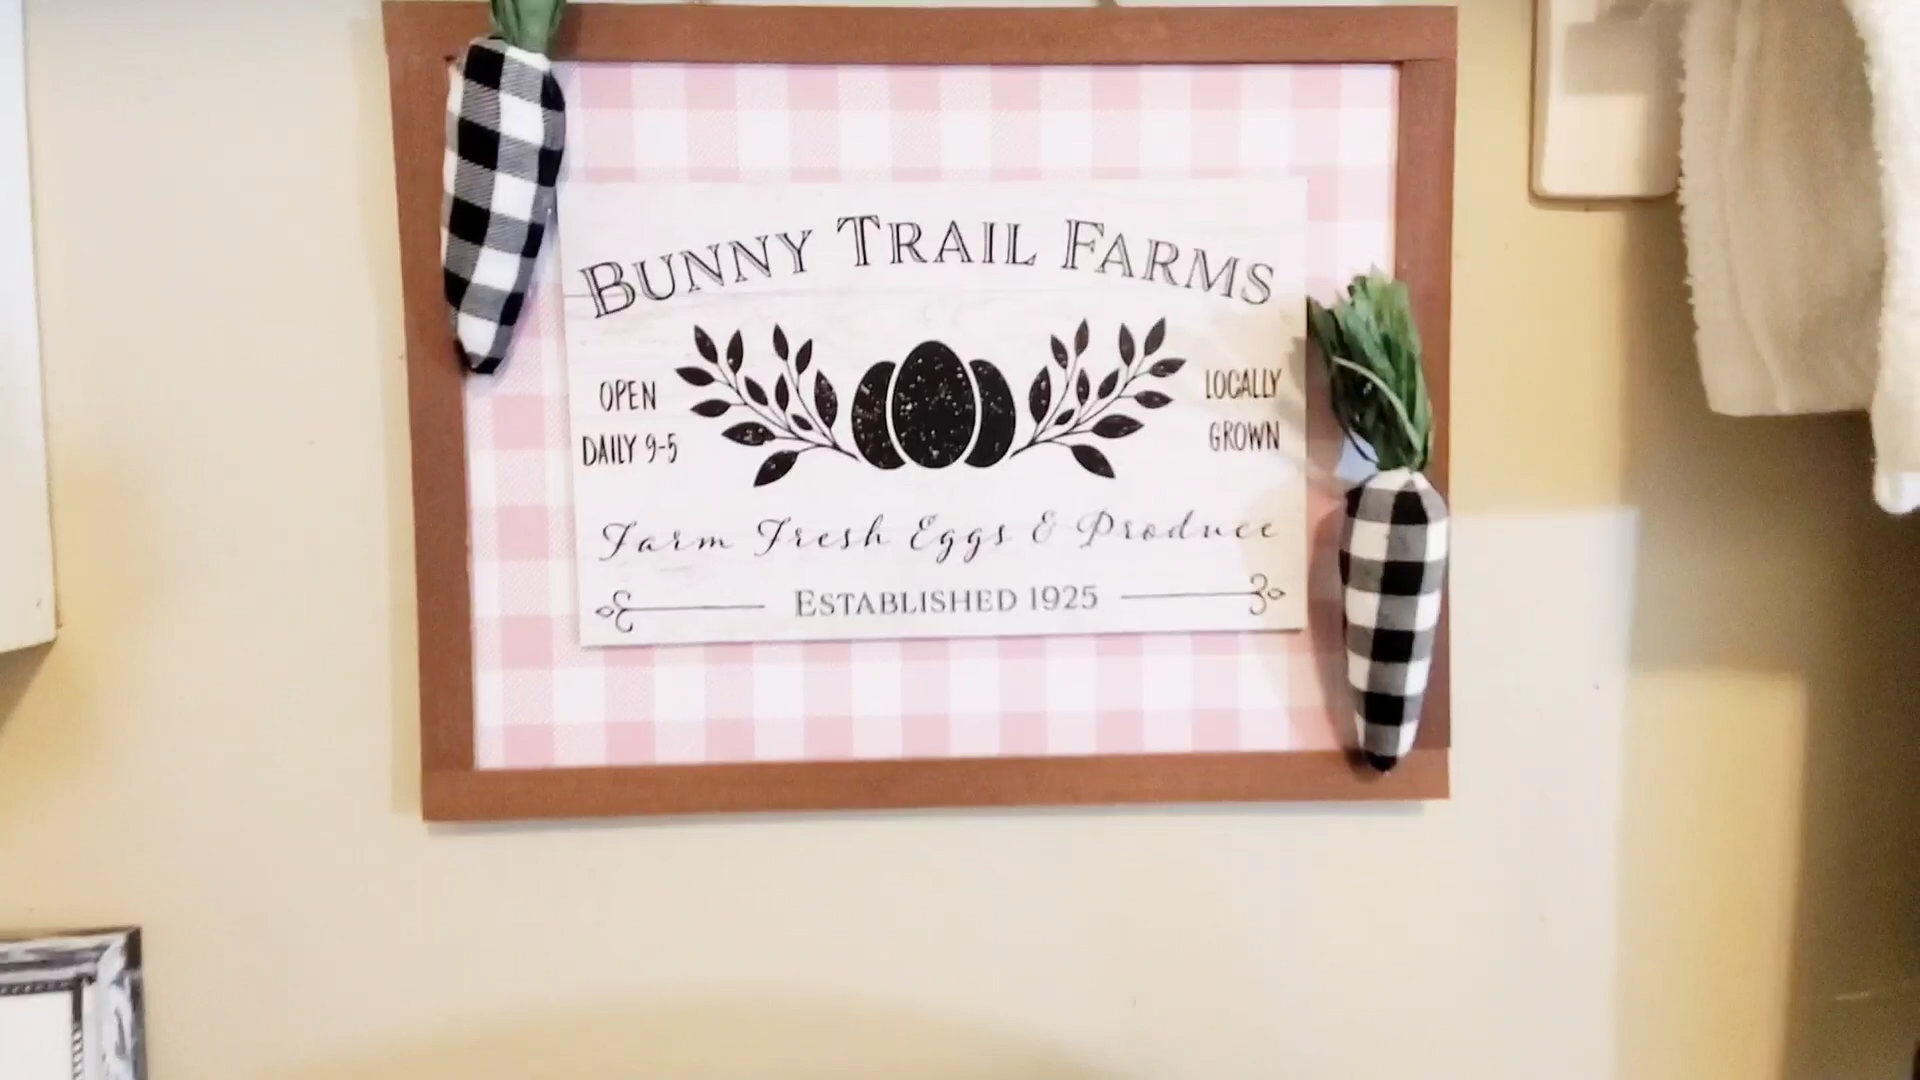 BUNNY TRAIL FARMS
OPEN
DAILY 9-5
LOCALLY
GROWN
Farm Fresh Eggs & Produce
ESTABLISHED 1925